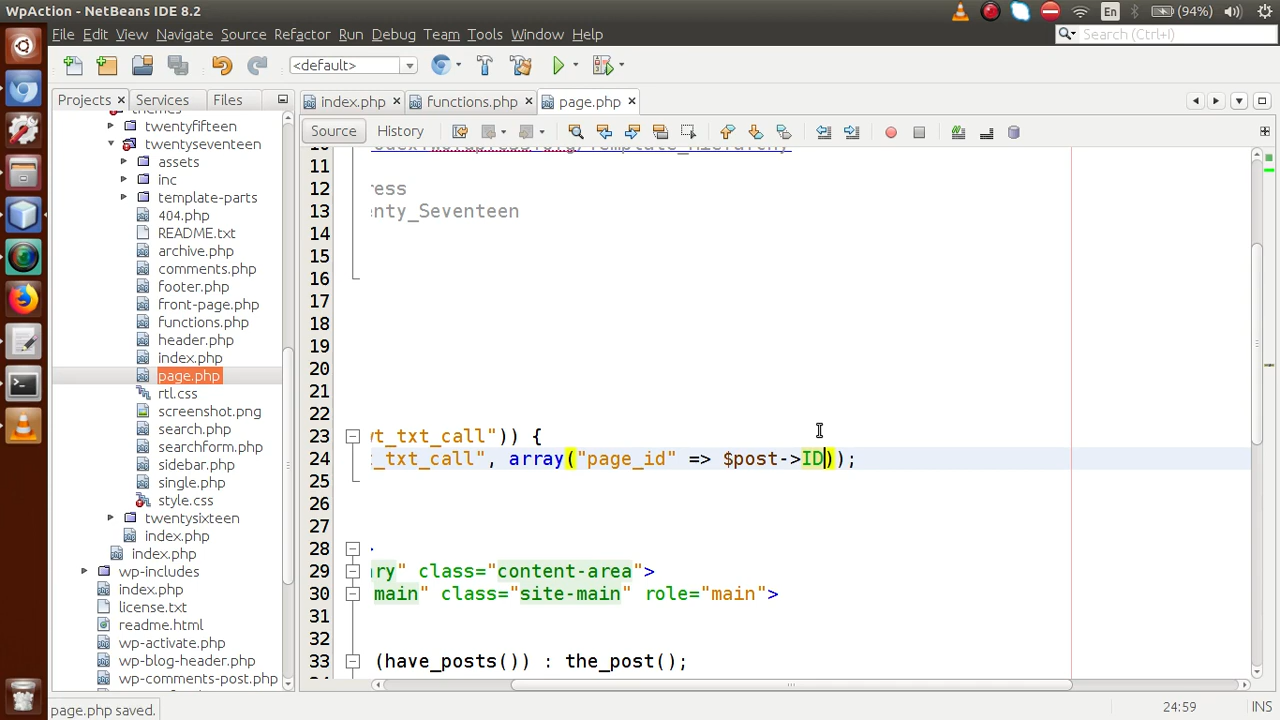 WpAction - NetBeans IDE 8.2
En
(94%)
File Edit View Navigate Source Refactor Run Debug Team Tools Window Help
Search (Ctrl+I)
<default>
Projects
Services
Files
index.php
functions.php
page.php
Source
History
themes
twentyfifteen
twentyseventeen
assets
inc
template-parts
404.php
README.txt
archive.php
comments.php
footer.php
front-page.php
functions.php
header.php
index.php
page.php
rtl.css
screenshot.png
search.php
searchform.php
sidebar.php
single.php
style.css
twentysixteen
index.php
index.php
wp-includes
index.php
license.txt
readme.html
wp-activate.php
wp-blog-header.php
wp-comments-post.php
11
12 ress
13 enty_Seventeen
14
15
16
17
18
19
20
21
22
23 _txt_call")) {
24 _txt_call", array("page_id" => $post->ID));
25
26
27
28
29 ary" class="content-area">
30 main" class="site-main" role="main">
31
32
33 (have_posts()) : the_post();
page.php saved.
24:59
INS